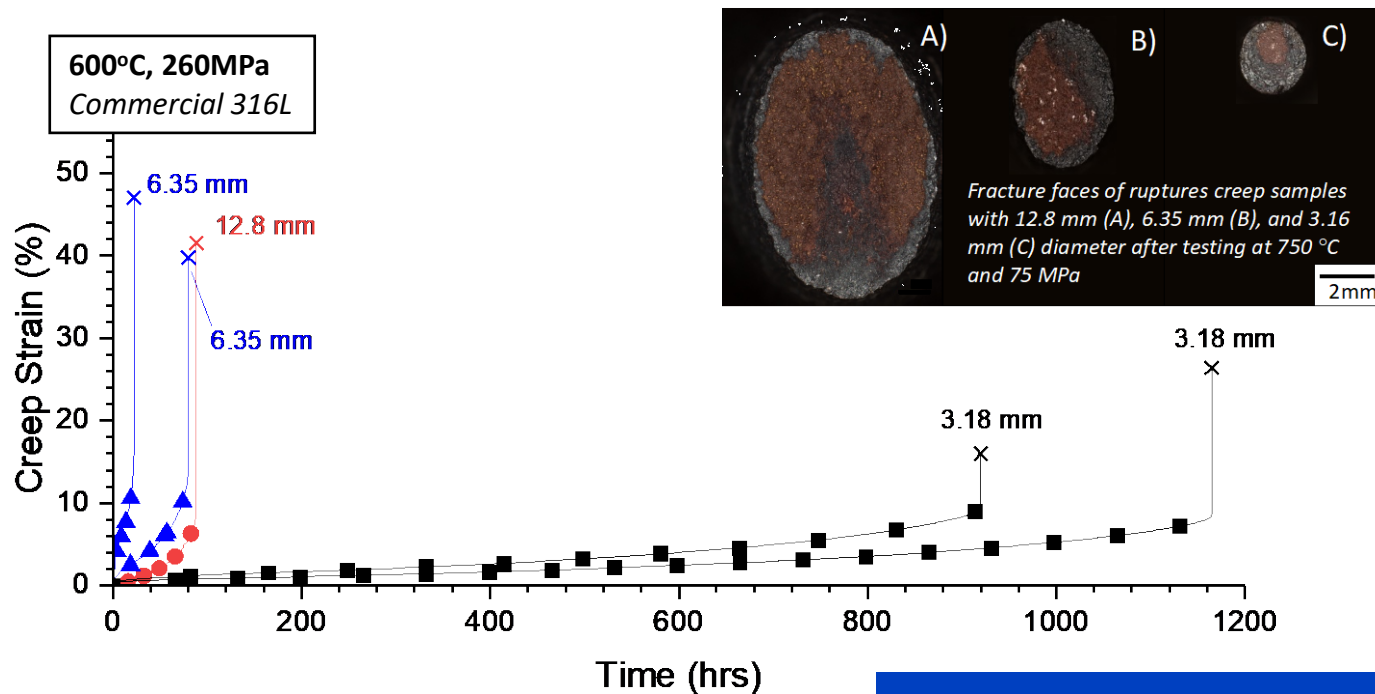 600°C, 260MPa
Commercial 316L
A)
B)
C)
Fracture faces of ruptures creep samples
with 12.8 mm (A), 6.35 mm (B), and 3.16
mm (C) diameter after testing at 750 °C
and 75 MPa
2mm
50
40
30
20
10
0
Creep Strain (%)
6.35 mm
12.8 mm
6.35 mm
3.18 mm
3.18 mm
0
200
400
600
800
1000
1200
Time (hrs)